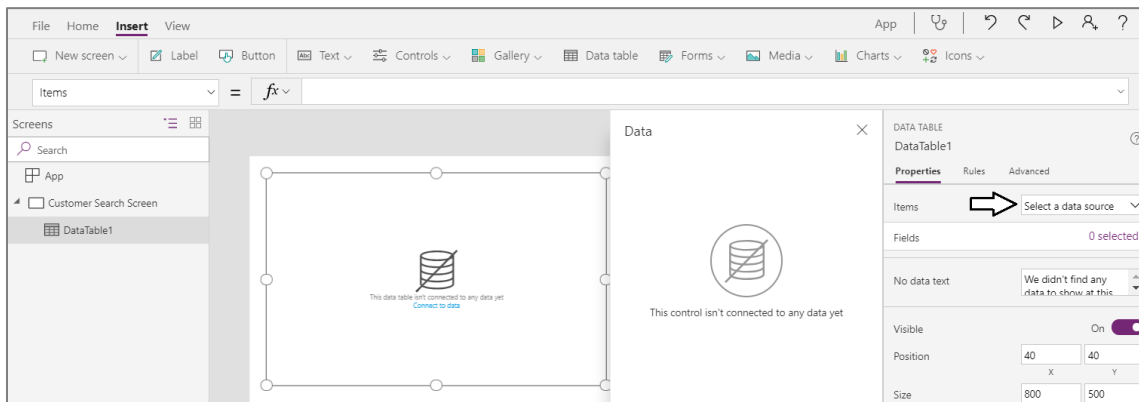 File Home Insert View App ?
New screen Label Button Abc Text Controls Gallery Data table Forms Media Charts Icons
Items = fx
Screens
Search
App
Customer Search Screen
DataTable1
This data table isn't connected to any data yet
Connect to data
Data
This control isn't connected to any data yet
DATA TABLE
DataTable1 ?
Properties Rules Advanced
Items Select a data source
Fields 0 selected
No data text We didn't find any
data to show at this
Visible On
Position 40 40
X Y
Size 800 500